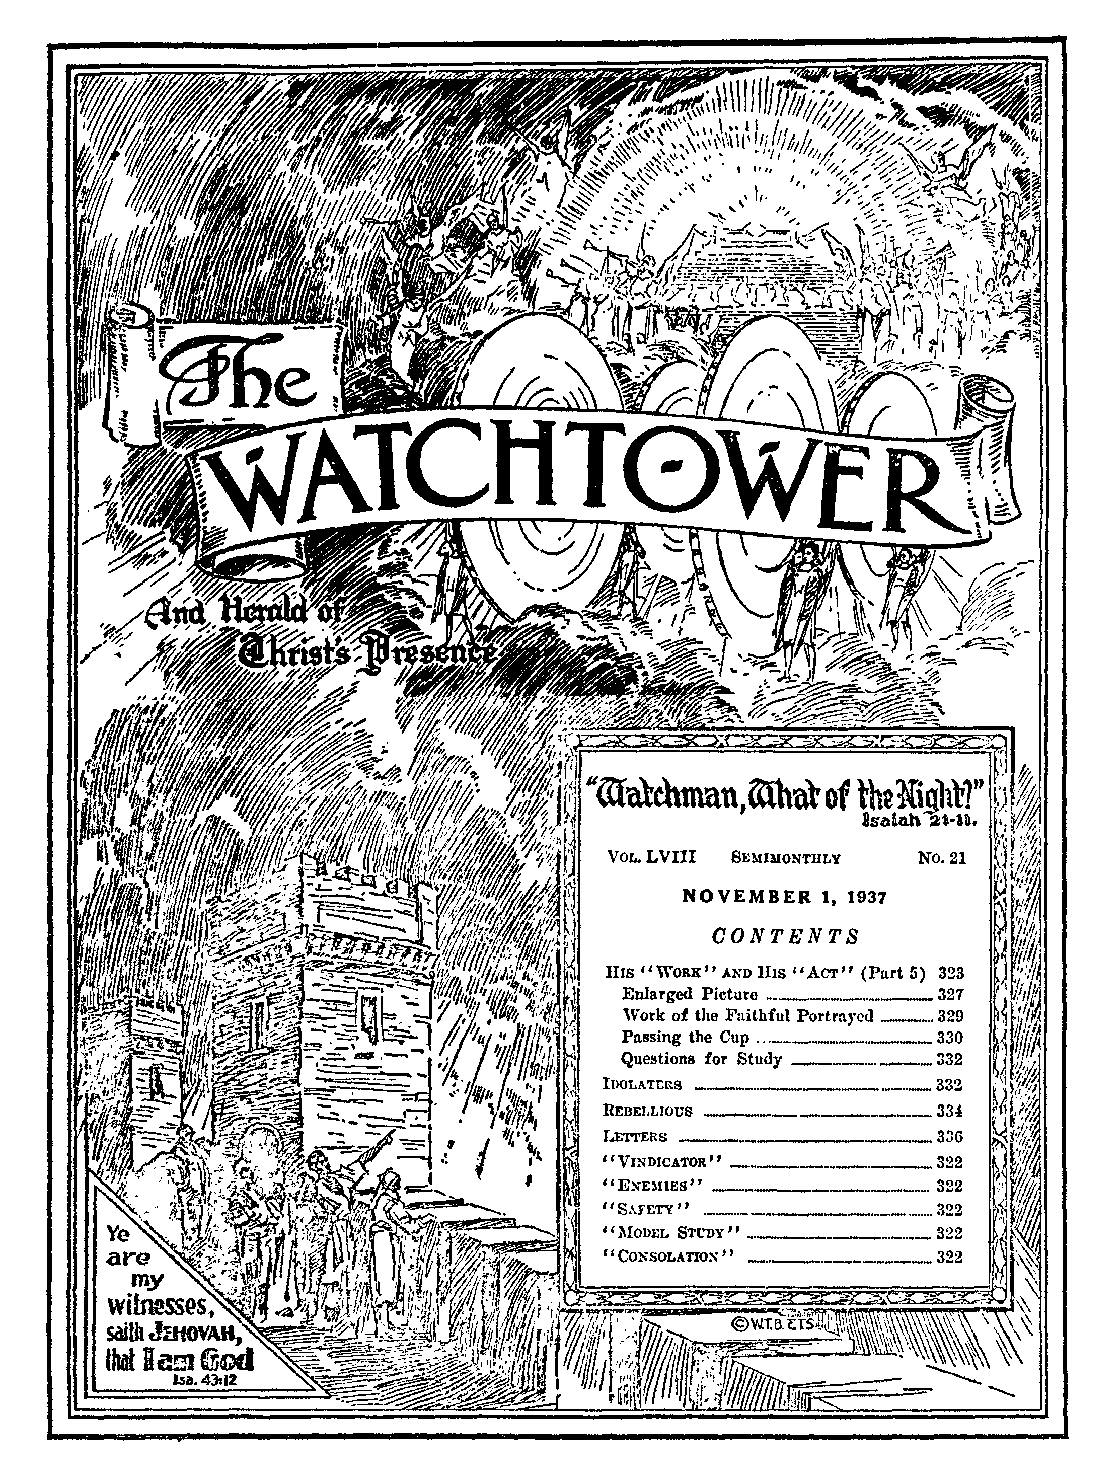 The
WATCHTOWER
And Herald of
Christ's Presence
"Watchman, What of the Night?"
Isaiah 21-11.
VOL. LVIII SEMIMONTHLY NO. 21
NOVEMBER 1, 1937
CONTENTS
HIS "WORK" AND HIS "ACT" (Part 5) 323
Enlarged Picture 327
Work of the Faithful Portrayed 329
Passing the Cup 330
Questions for Study 332
IDOLATERS 332
REBELLIOUS 334
LETTERS 336
"VINDICATOR" 322
"ENEMIES" 322
"SAFETY" 322
"MODEL STUDY" 322
"CONSOLATION" 322
©W.T.B.&T.S.
Ye
are
my
witnesses,
saith JEHOVAH,
that I am God
Isa. 43:12